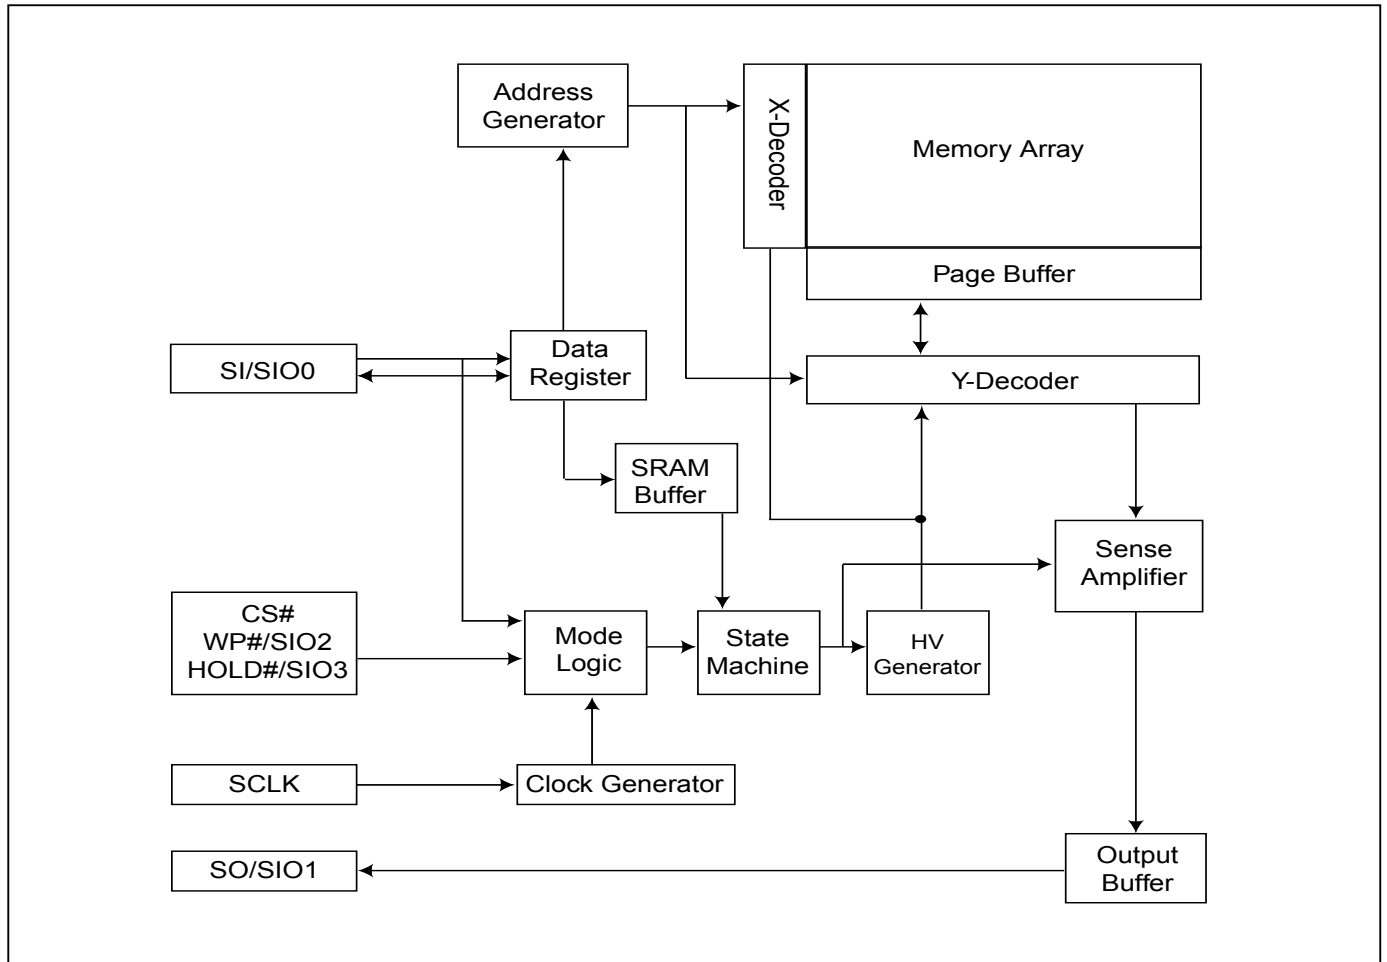 Address
Generator
X-Decoder
Memory Array
Page Buffer
SI/SIO0
Data
Register
Y-Decoder
SRAM
Buffer
Sense
Amplifier
CS#
WP#/SIO2
HOLD#/SIO3
Mode
Logic
State
Machine
HV
Generator
SCLK
Clock Generator
SO/SIO1
Output
Buffer